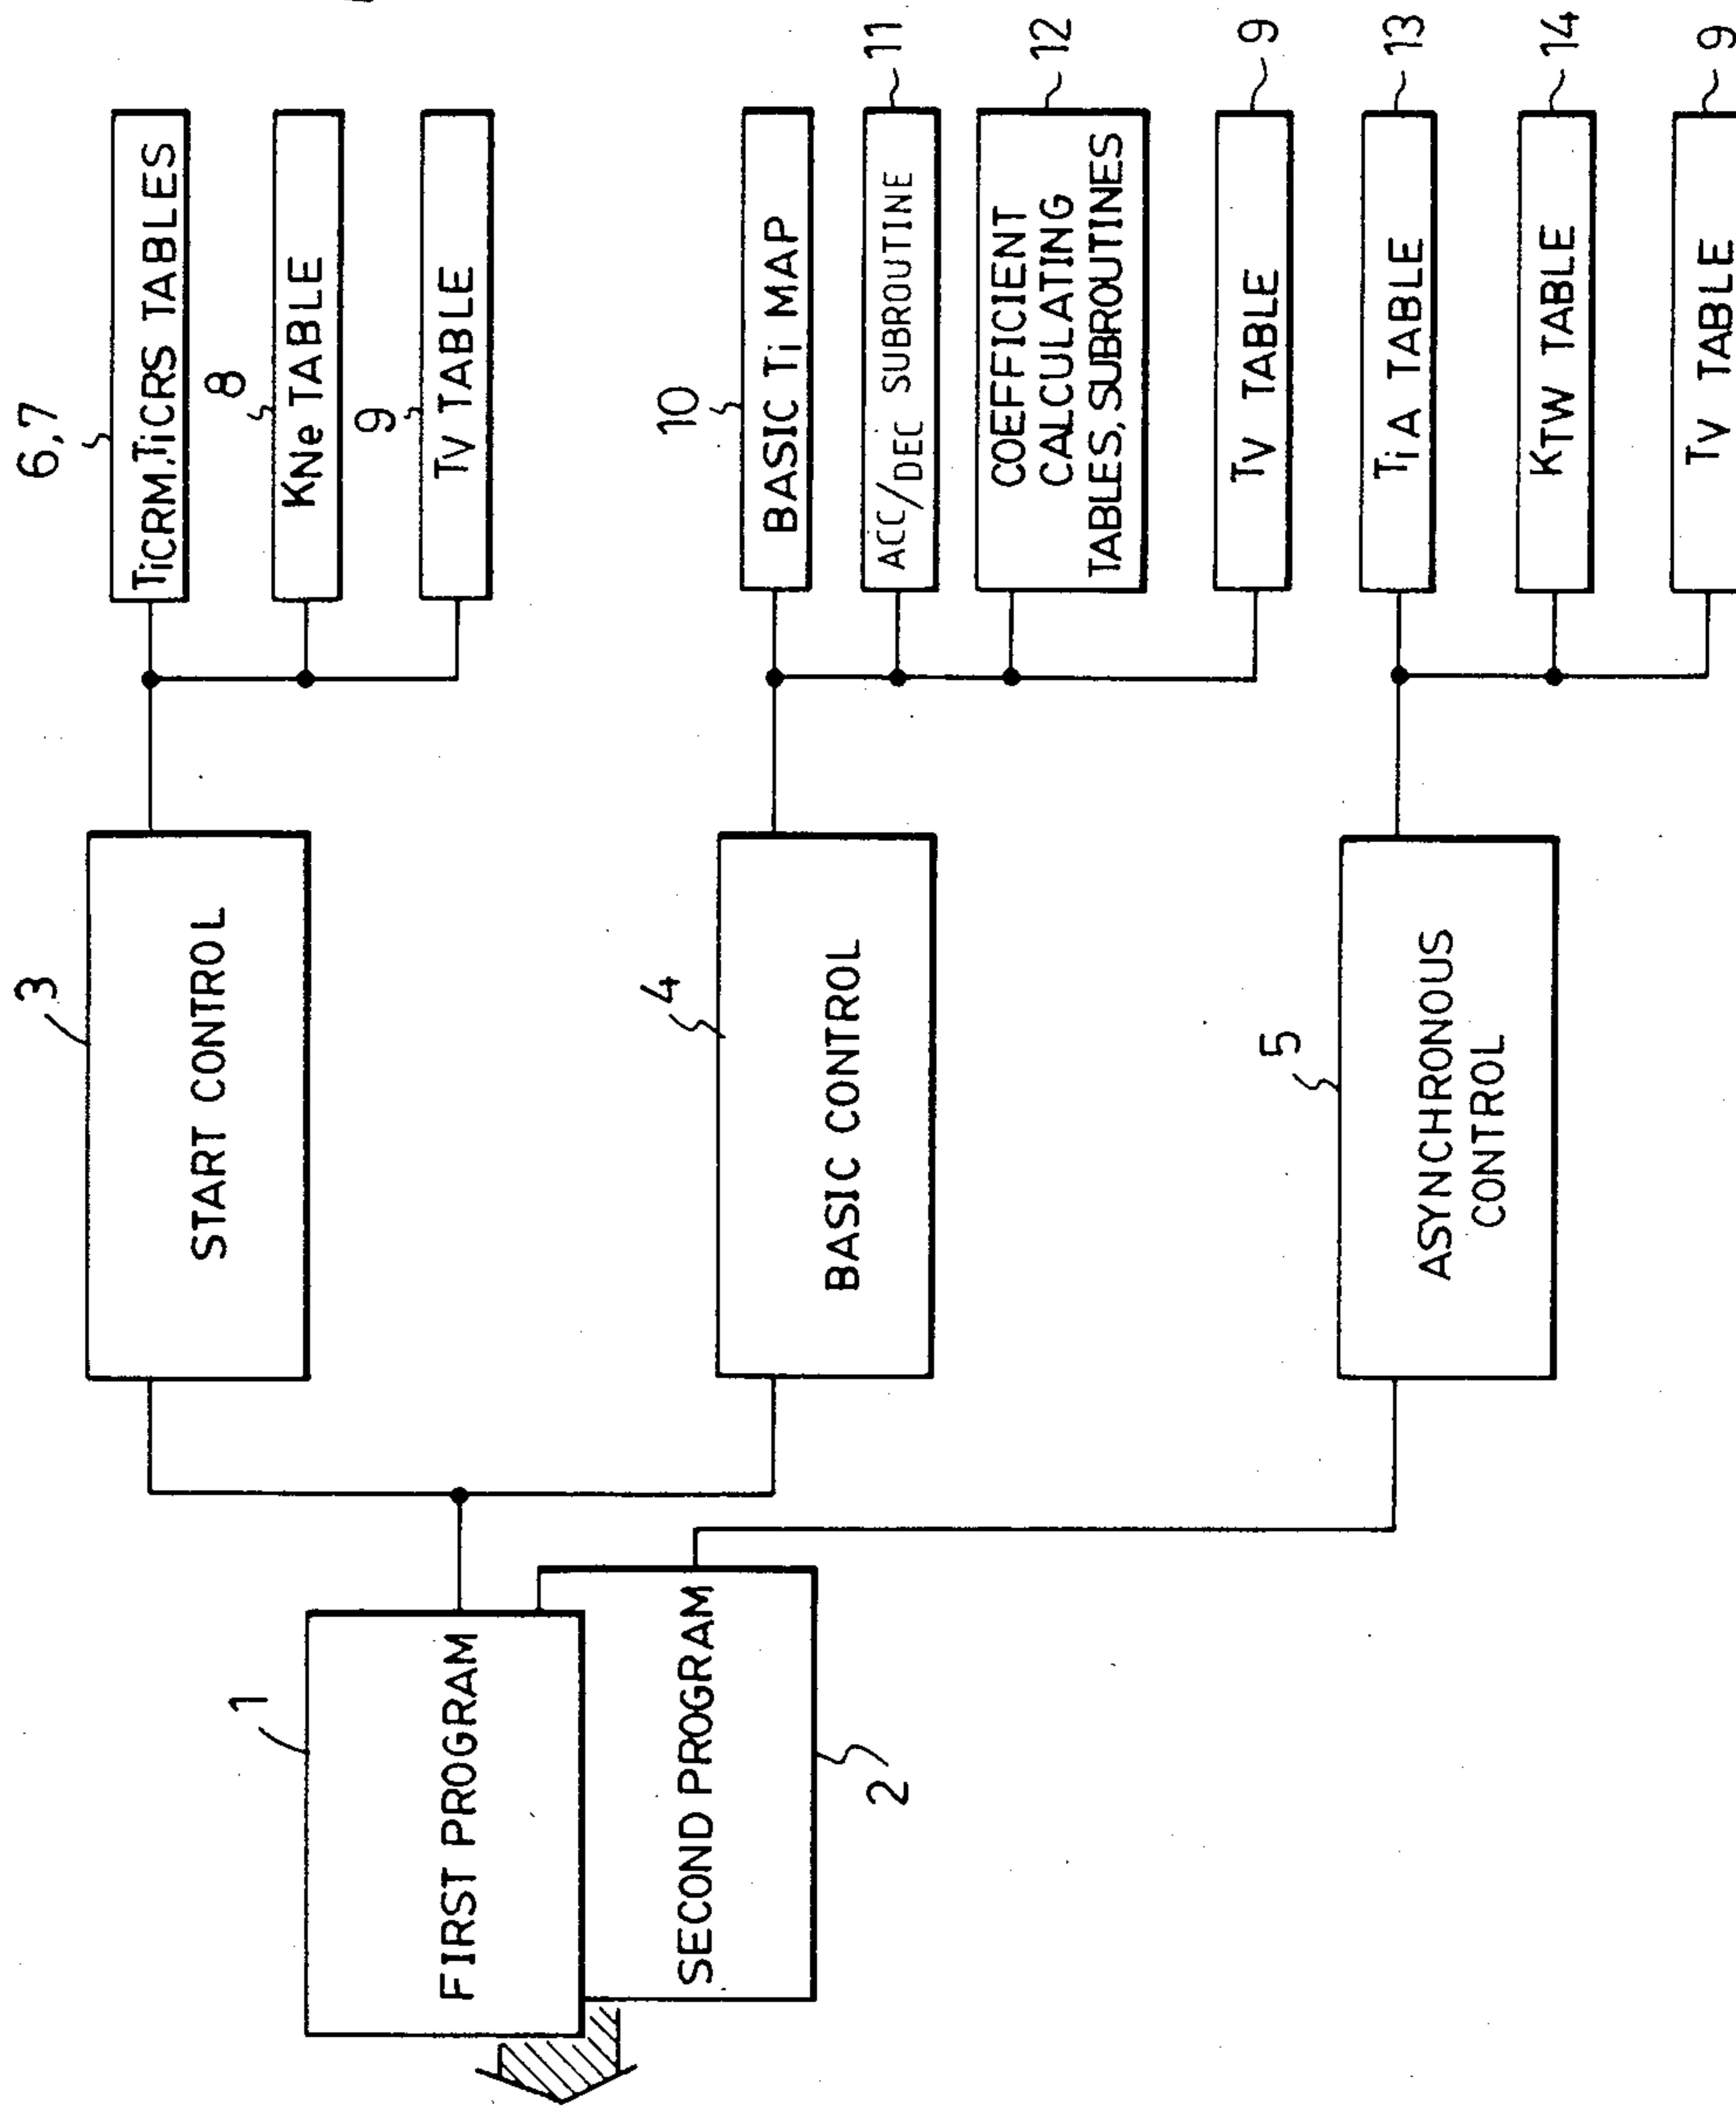 1
FIRST PROGRAM
SECOND PROGRAM
2
3
START CONTROL
4
BASIC CONTROL
5
ASYNCHRONOUS
CONTROL
6,7
TiCRM,TiCRS TABLES
8
KNe TABLE
9
TV TABLE
10
BASIC Ti MAP
ACC/DEC SUBROUTINE
11
COEFFICIENT
CALCULATING
TABLES,SUBROUTINES
12
TV TABLE
9
TiA TABLE
13
KTW TABLE
14
TV TABLE
9